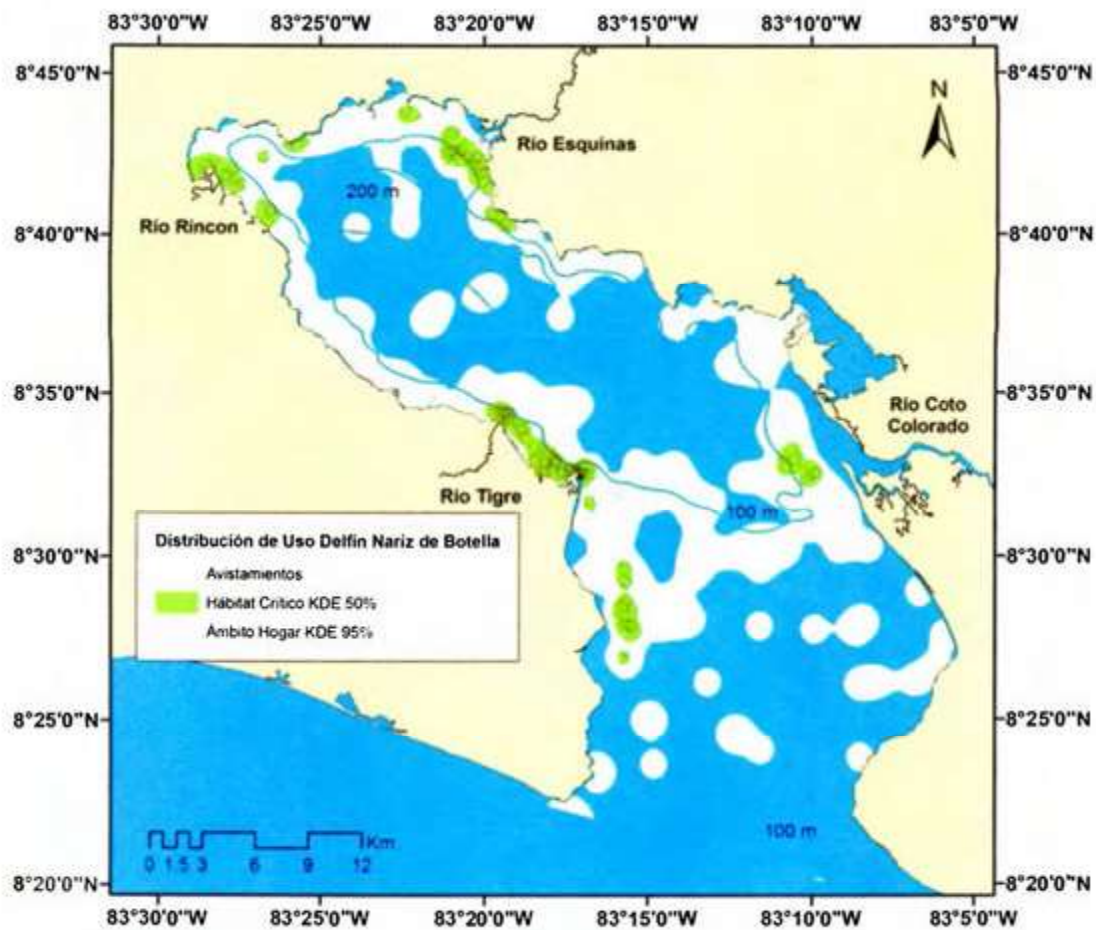 83°30'0"W 83°25'0"W 83°20'0"W 83°15'0"W 83°10'0"W 83°5'0"W
8°45'0"N 8°45'0"N
N
Río Esquinas
200 m
Río Rincon
8°40'0"N 8°40'0"N
8°35'0"N 8°35'0"N
Río Coto
Colorado
Río Tigre
100 m
Distribución de Uso Delfín Nariz de Botella
8°30'0"N 8°30'0"N
Avistamientos
Hábitat Crítico KDE 50%
Ámbito Hogar KDE 95%
8°25'0"N 8°25'0"N
100 m
Km
0 1.5 3 6 9 12
8°20'0"N 8°20'0"N
83°30'0"W 83°25'0"W 83°20'0"W 83°15'0"W 83°10'0"W 83°5'0"W